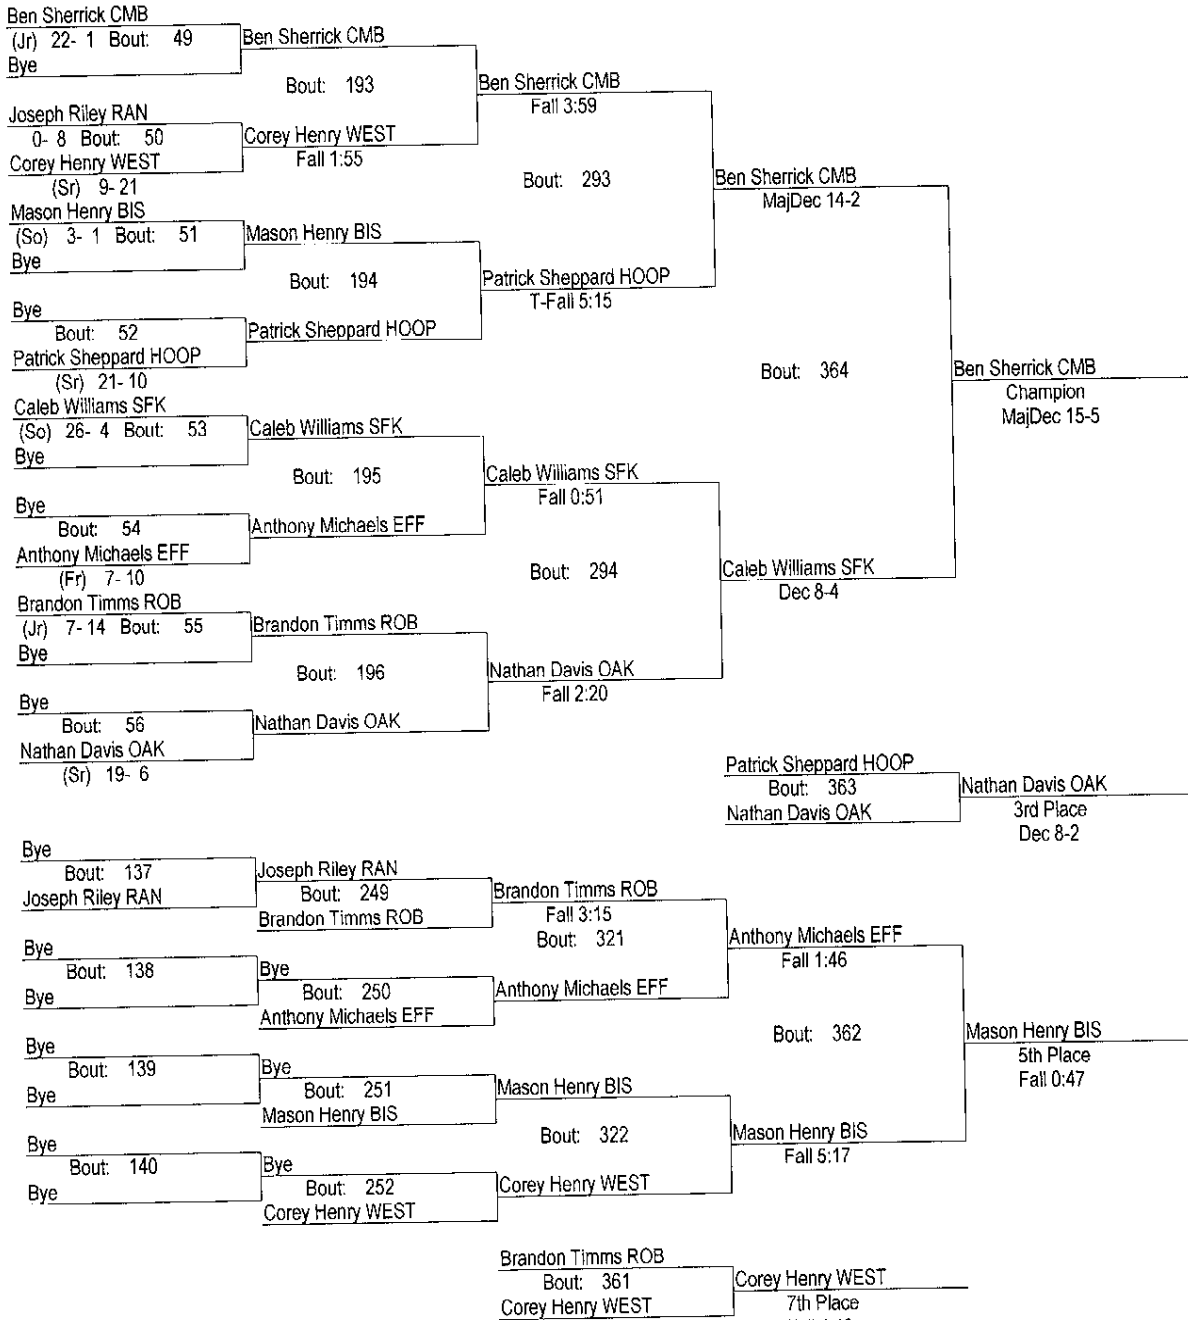 Ben Sherrick CMB
(Jr) 22- 1 Bout: 49
Bye
Ben Sherrick CMB
Bout: 193
Joseph Riley RAN
0- 8 Bout: 50
Corey Henry WEST
(Sr) 9- 21
Corey Henry WEST
Fall 1:55
Ben Sherrick CMB
Fall 3:59
Bout: 293
Mason Henry BIS
(So) 3- 1 Bout: 51
Bye
Mason Henry BIS
Bout: 194
Bye
Bout: 52
Patrick Sheppard HOOP
(Sr) 21- 10
Patrick Sheppard HOOP
Patrick Sheppard HOOP
T-Fall 5:15
Ben Sherrick CMB
MajDec 14-2
Bout: 364
Ben Sherrick CMB
Champion
MajDec 15-5
Caleb Williams SFK
(So) 26- 4 Bout: 53
Bye
Caleb Williams SFK
Bout: 195
Bye
Bout: 54
Anthony Michaels EFF
(Fr) 7- 10
Anthony Michaels EFF
Caleb Williams SFK
Fall 0:51
Bout: 294
Caleb Williams SFK
Dec 8-4
Brandon Timms ROB
(Jr) 7- 14 Bout: 55
Bye
Brandon Timms ROB
Bout: 196
Bye
Bout: 56
Nathan Davis OAK
(Sr) 19- 6
Nathan Davis OAK
Nathan Davis OAK
Fall 2:20
Patrick Sheppard HOOP
Bout: 363
Nathan Davis OAK
Nathan Davis OAK
3rd Place
Dec 8-2
Bye
Bout: 137
Joseph Riley RAN
Joseph Riley RAN
Bout: 249
Brandon Timms ROB
Brandon Timms ROB
Fall 3:15
Bout: 321
Bye
Bout: 138
Bye
Bye
Bout: 250
Anthony Michaels EFF
Anthony Michaels EFF
Anthony Michaels EFF
Fall 1:46
Bout: 362
Mason Henry BIS
5th Place
Fall 0:47
Bye
Bout: 139
Bye
Bye
Bout: 251
Mason Henry BIS
Mason Henry BIS
Bout: 322
Mason Henry BIS
Fall 5:17
Bye
Bout: 140
Bye
Bye
Bout: 252
Corey Henry WEST
Corey Henry WEST
Brandon Timms ROB
Bout: 361
Corey Henry WEST
Corey Henry WEST
7th Place